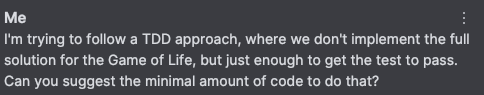 Me
I'm trying to follow a TDD approach, where we don't implement the full
solution for the Game of Life, but just enough to get the test to pass.
Can you suggest the minimal amount of code to do that?